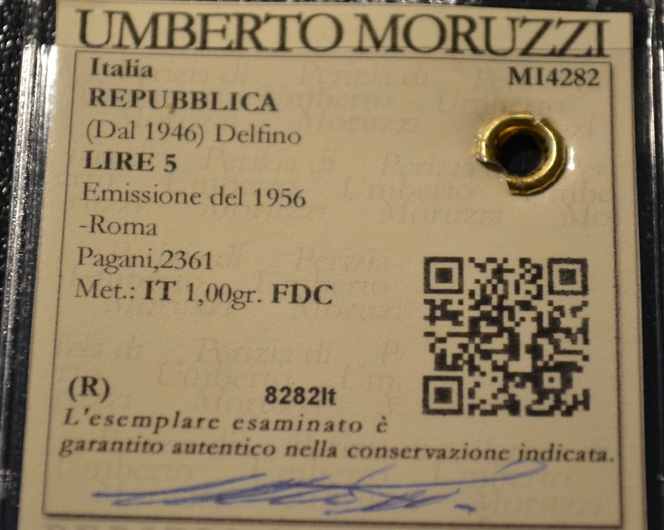 UMBERTO MORUZZI
Italia MI4282
REPUBBLICA
(Dal 1946) Delfino
LIRE 5
Emissione del 1956
-Roma
Pagani,2361
Met.: IT 1,00gr. FDC
(R) 8282lt
L'esemplare esaminato è
garantito autentico nella conservazione indicata.